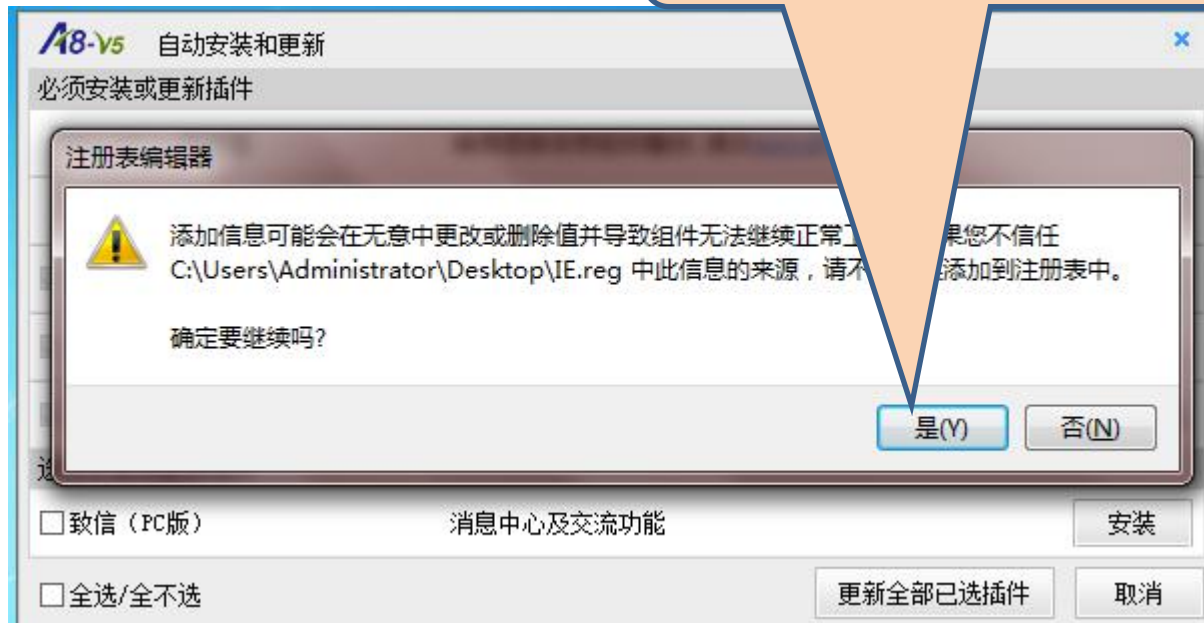 A8-V5 自动安装和更新
必须安装或更新插件
注册表编辑器
添加信息可能会在无意中更改或删除值并导致组件无法继续正常 果您不信任
C:\Users\Administrator\Desktop\IE.reg 中此信息的来源，请不 添加到注册表中。
确定要继续吗?
是(Y) 否(N)
致信（PC版） 消息中心及交流功能 安装
全选/全不选 更新全部已选插件 取消